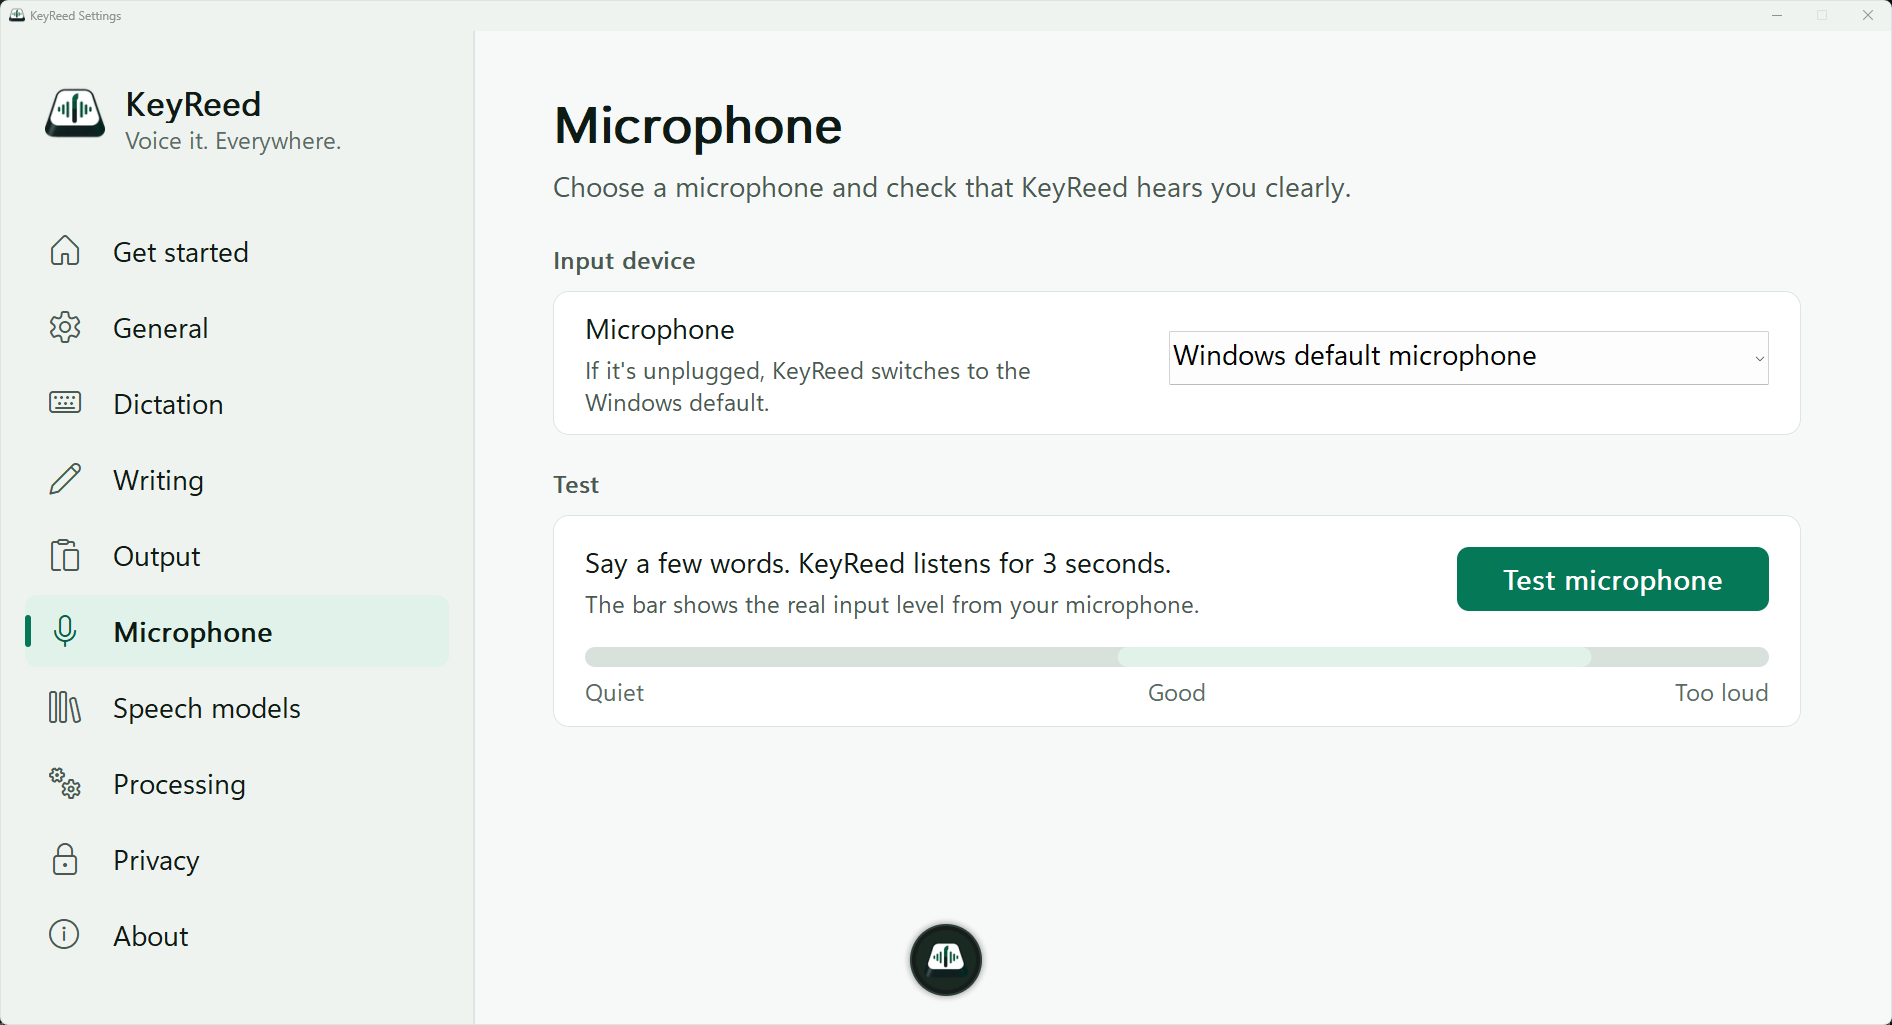 KeyReed Settings
KeyReed
Voice it. Everywhere.
Get started
General
Dictation
Writing
Output
Microphone
Speech models
Processing
Privacy
About
Microphone
Choose a microphone and check that KeyReed hears you clearly.
Input device
Microphone
If it's unplugged, KeyReed switches to the
Windows default.
Windows default microphone
Test
Say a few words. KeyReed listens for 3 seconds.
The bar shows the real input level from your microphone.
Test microphone
Quiet
Good
Too loud